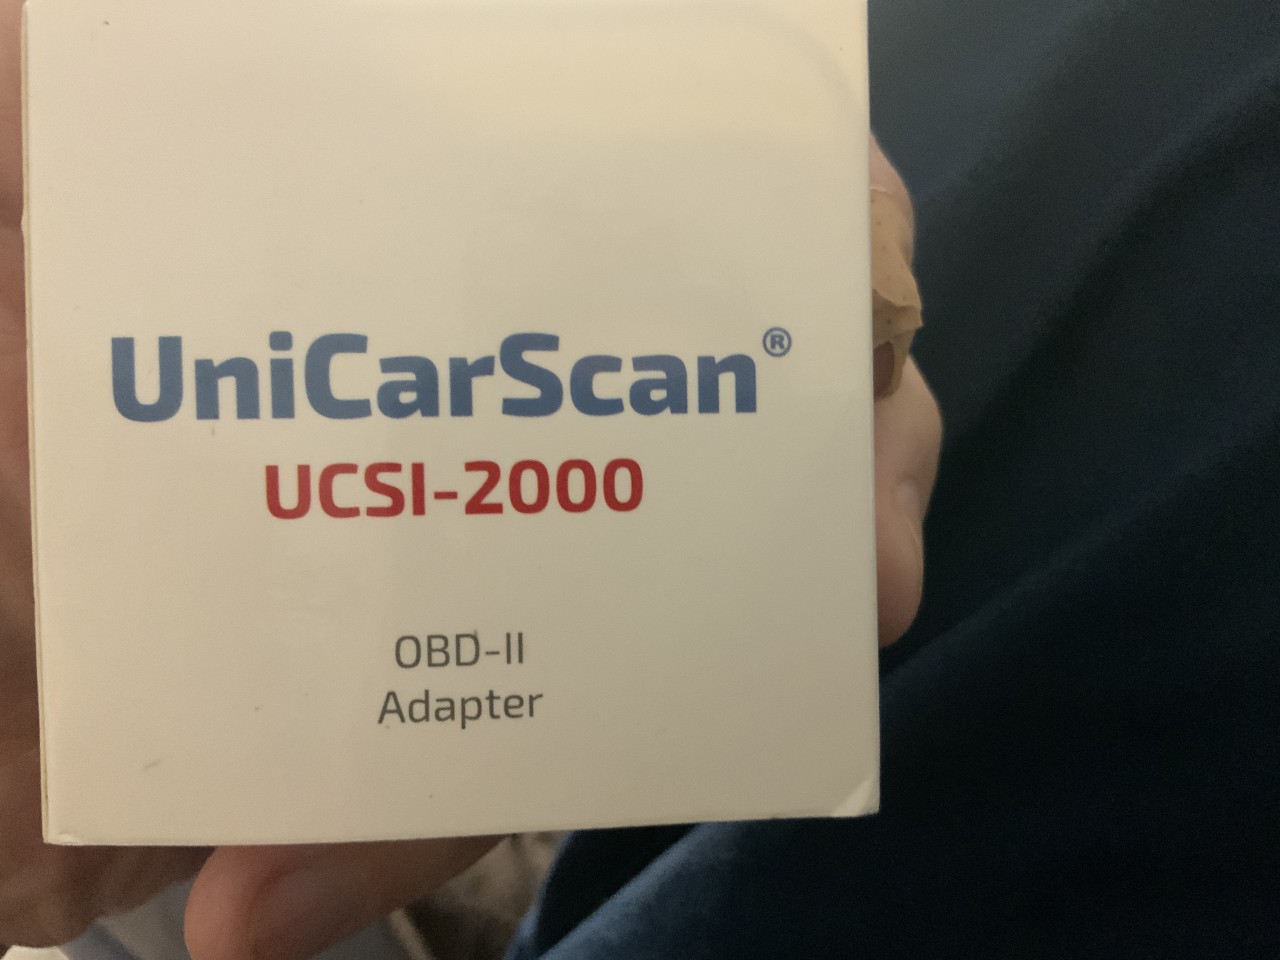 UniCarScan®
UCSI-2000
OBD-II
Adapter